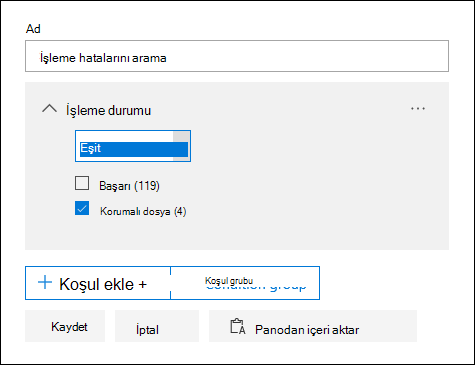 Ad
İşleme hatalarını arama
İşleme durumu
Eşit
Başarı (119)
Korumalı dosya (4)
Koşul ekle +
Koşul grubu
Condition group
Kaydet
İptal
Panodan içeri aktar